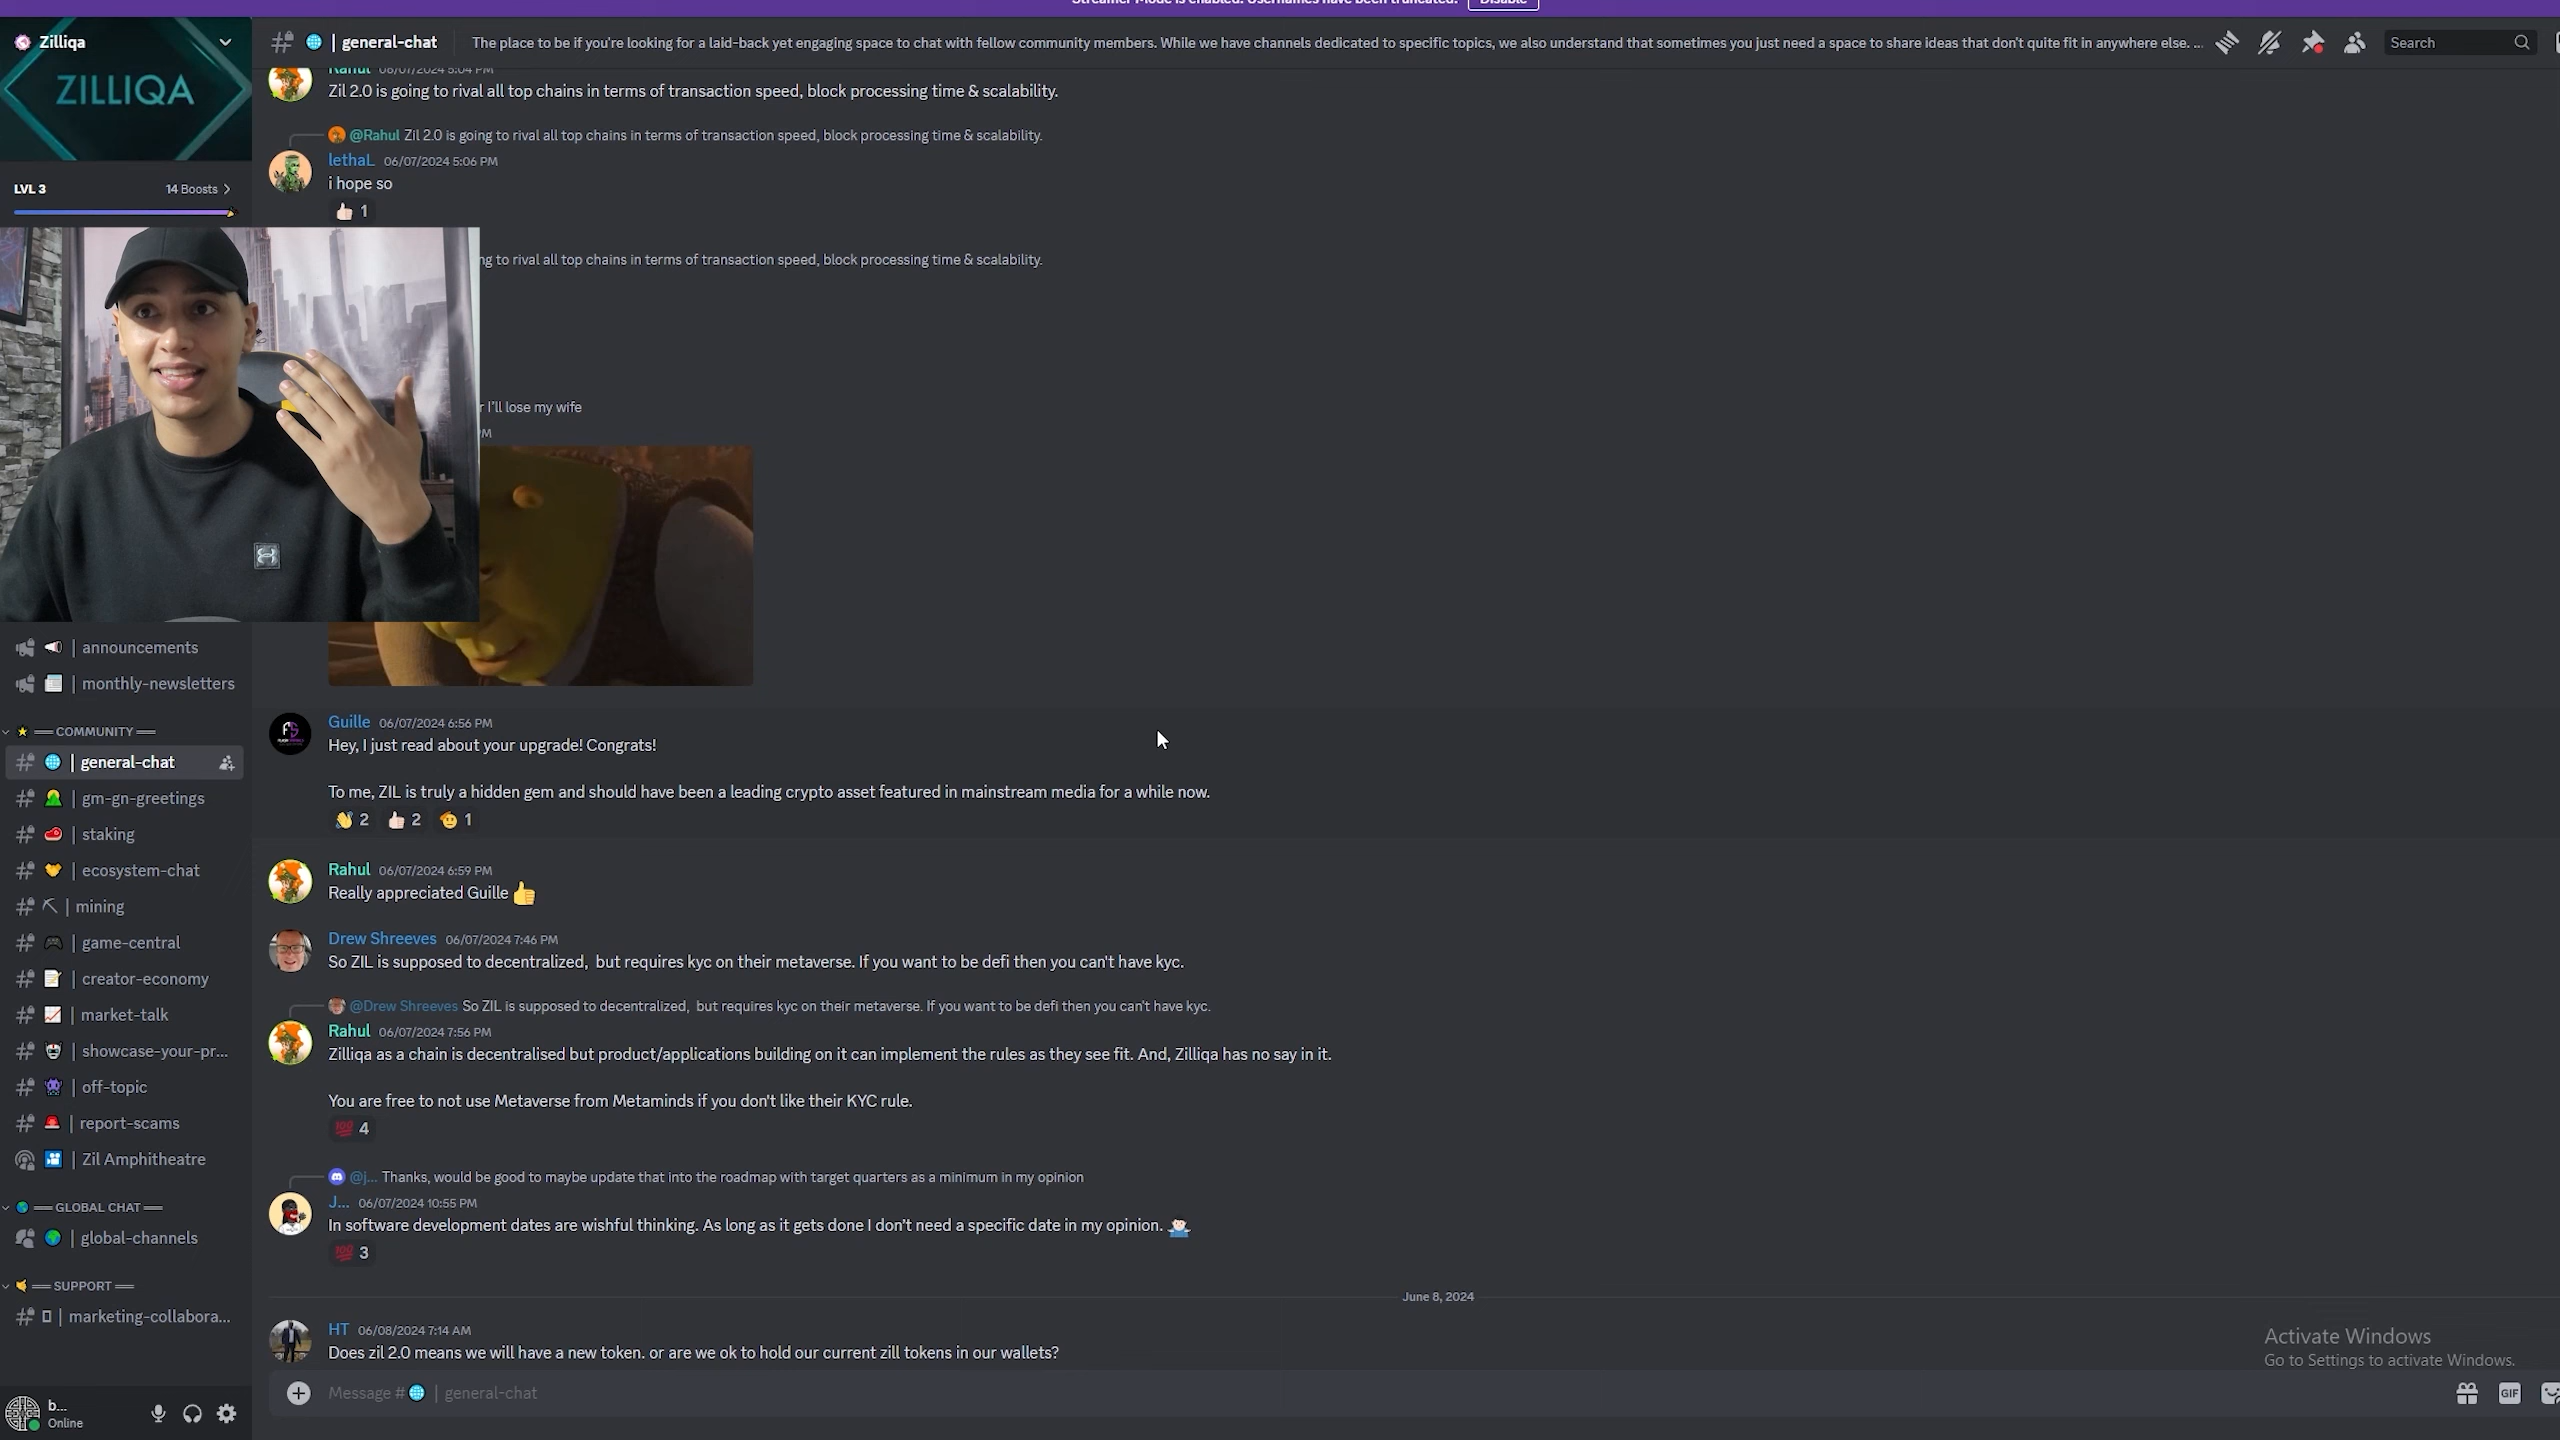 Streamer Mode is enabled. Usernames have been truncated. Disable
Zilliqa
ZILLIQA
LVL 3 14 Boosts
announcements
monthly-newsletters
COMMUNITY
general-chat
gm-gn-greetings
staking
ecosystem-chat
mining
game-central
creator-economy
market-talk
showcase-your-pr...
off-topic
report-scams
Zil Amphitheatre
GLOBAL CHAT
global-channels
SUPPORT
marketing-collabora...
b...
Online
general-chat The place to be if you're looking for a laid-back yet engaging space to chat with fellow community members. While we have channels dedicated to specific topics, we also understand that sometimes you just need a space to share ideas that don't quite fit in anywhere else. ... Search
Rahul 06/07/2024 5:04 PM
Zil 2.0 is going to rival all top chains in terms of transaction speed, block processing time & scalability.
@Rahul Zil 2.0 is going to rival all top chains in terms of transaction speed, block processing time & scalability.
lethaL 06/07/2024 5:06 PM
i hope so
👍🏻 1
ng to rival all top chains in terms of transaction speed, block processing time & scalability.
r I'll lose my wife
PM
Guille 06/07/2024 6:56 PM
Hey, I just read about your upgrade! Congrats!
To me, ZIL is truly a hidden gem and should have been a leading crypto asset featured in mainstream media for a while now.
👋 2 👍🏻 2 🫡 1
Rahul 06/07/2024 6:59 PM
Really appreciated Guille 👍
Drew Shreeves 06/07/2024 7:46 PM
So ZIL is supposed to decentralized, but requires kyc on their metaverse. If you want to be defi then you can't have kyc.
@Drew Shreeves So ZIL is supposed to decentralized, but requires kyc on their metaverse. If you want to be defi then you can't have kyc.
Rahul 06/07/2024 7:56 PM
Zilliqa as a chain is decentralised but product/applications building on it can implement the rules as they see fit. And, Zilliqa has no say in it.
You are free to not use Metaverse from Metaminds if you don't like their KYC rule.
💯 4
@j... Thanks, would be good to maybe update that into the roadmap with target quarters as a minimum in my opinion
J... 06/07/2024 10:55 PM
In software development dates are wishful thinking. As long as it gets done I don't need a specific date in my opinion. 🤷🏻
💯 3
June 8, 2024
HT 06/08/2024 7:14 AM
Does zil 2.0 means we will have a new token. or are we ok to hold our current zill tokens in our wallets?
Message # 🌐 | general-chat
GIF
Activate Windows
Go to Settings to activate Windows.